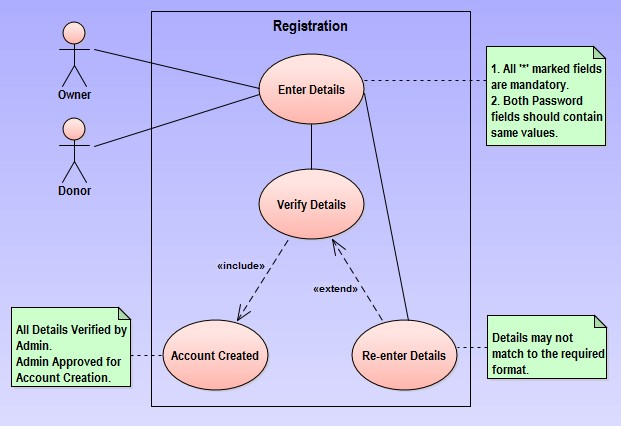 Registration
Owner
Enter Details
1. All '*' marked fields
are mandatory.
2. Both Password
fields should contain
same values.
Donor
Verify Details
«include»
«extend»
All Details Verified by
Admin.
Admin Approved for
Account Creation.
Account Created
Re-enter Details
Details may not
match to the required
format.